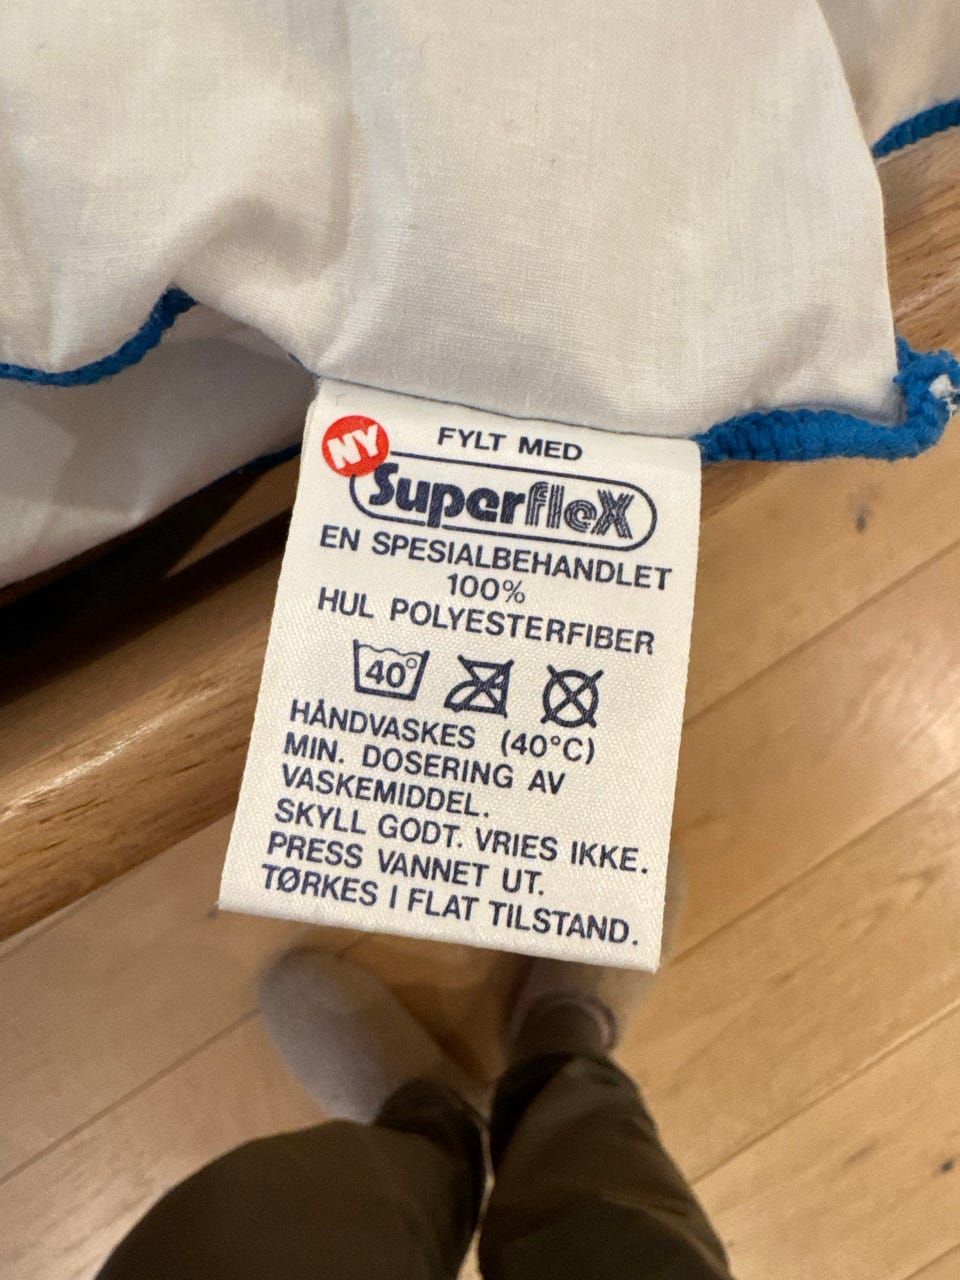 NY
FYLT MED
Superflex
EN SPESIALBEHANDLET
100%
HUL POLYESTERFIBER
40°
HÅNDVASKES (40°C)
MIN. DOSERING AV
VASKEMIDDEL.
SKYLL GODT. VRIES IKKE.
PRESS VANNET UT.
TØRKES I FLAT TILSTAND.